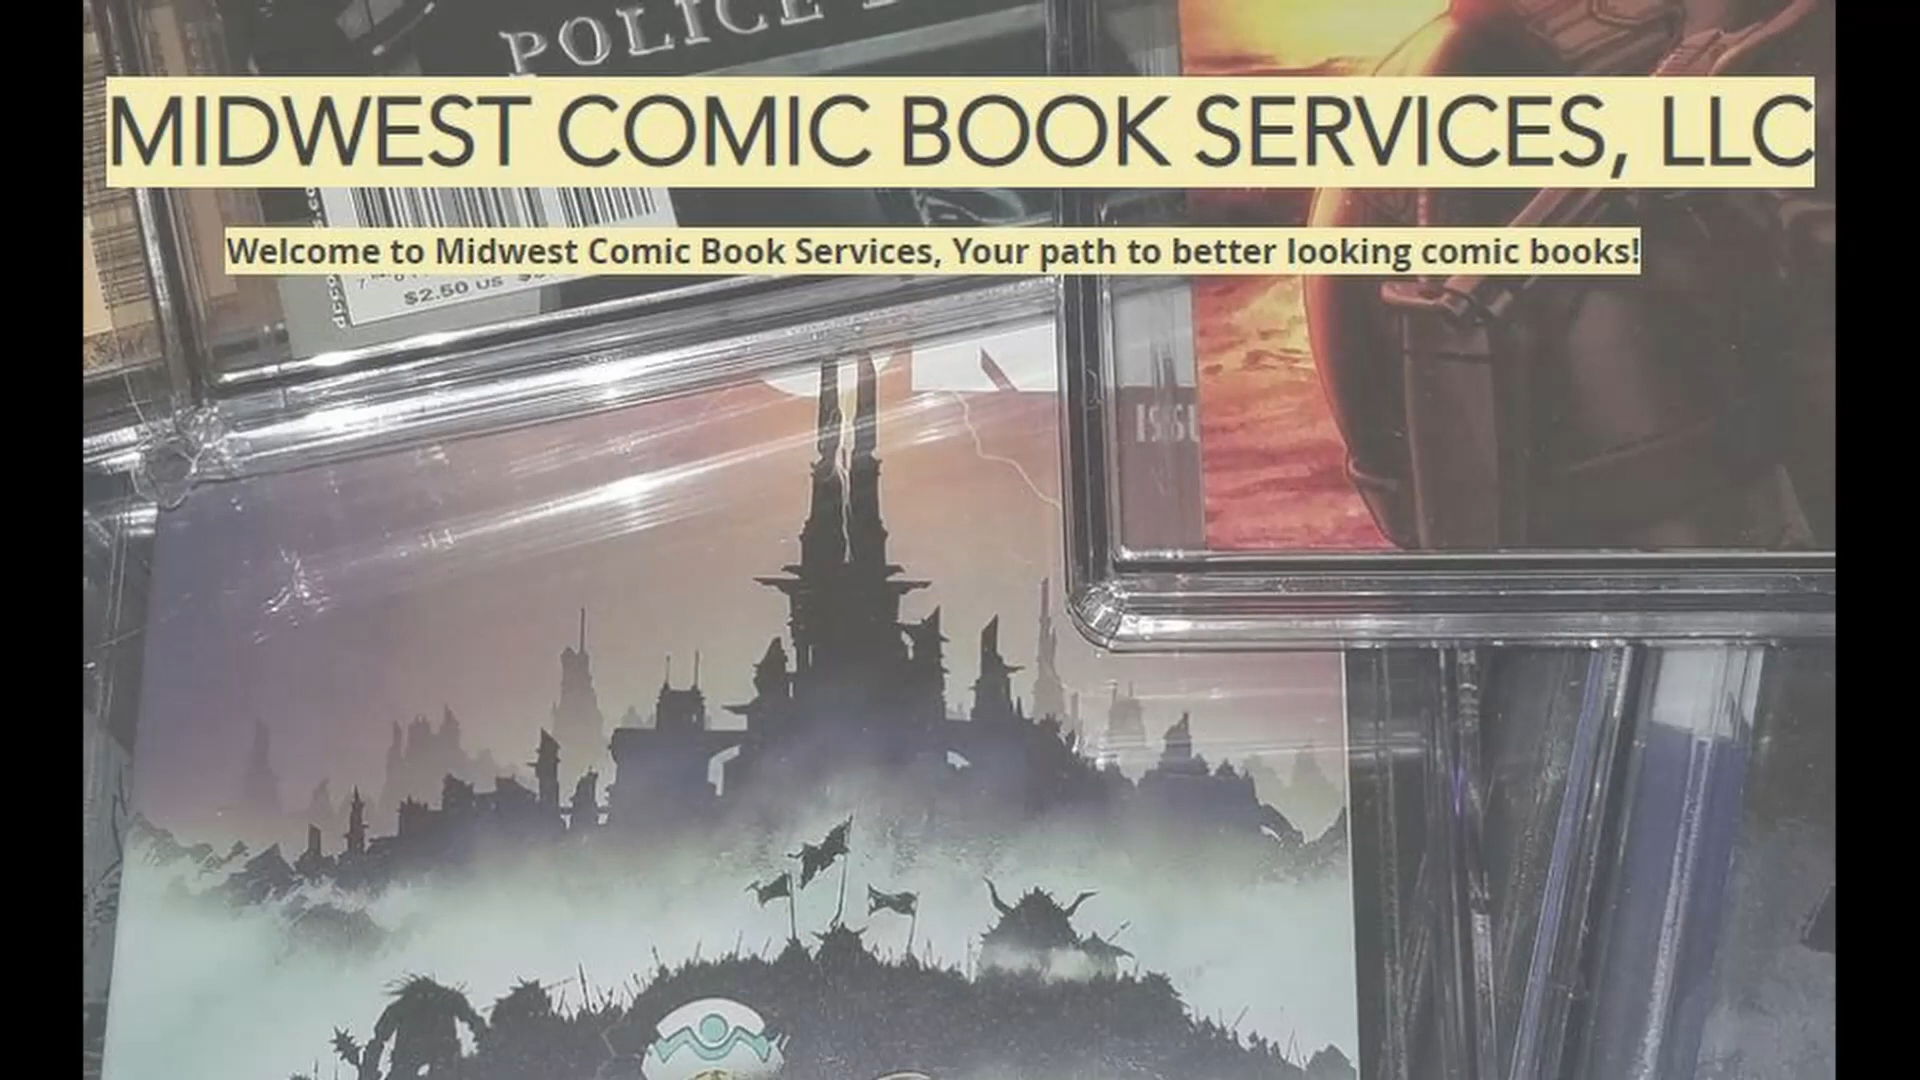 POLICE
MIDWEST COMIC BOOK SERVICES, LLC
Welcome to Midwest Comic Book Services, Your path to better looking comic books!
$2.50 US